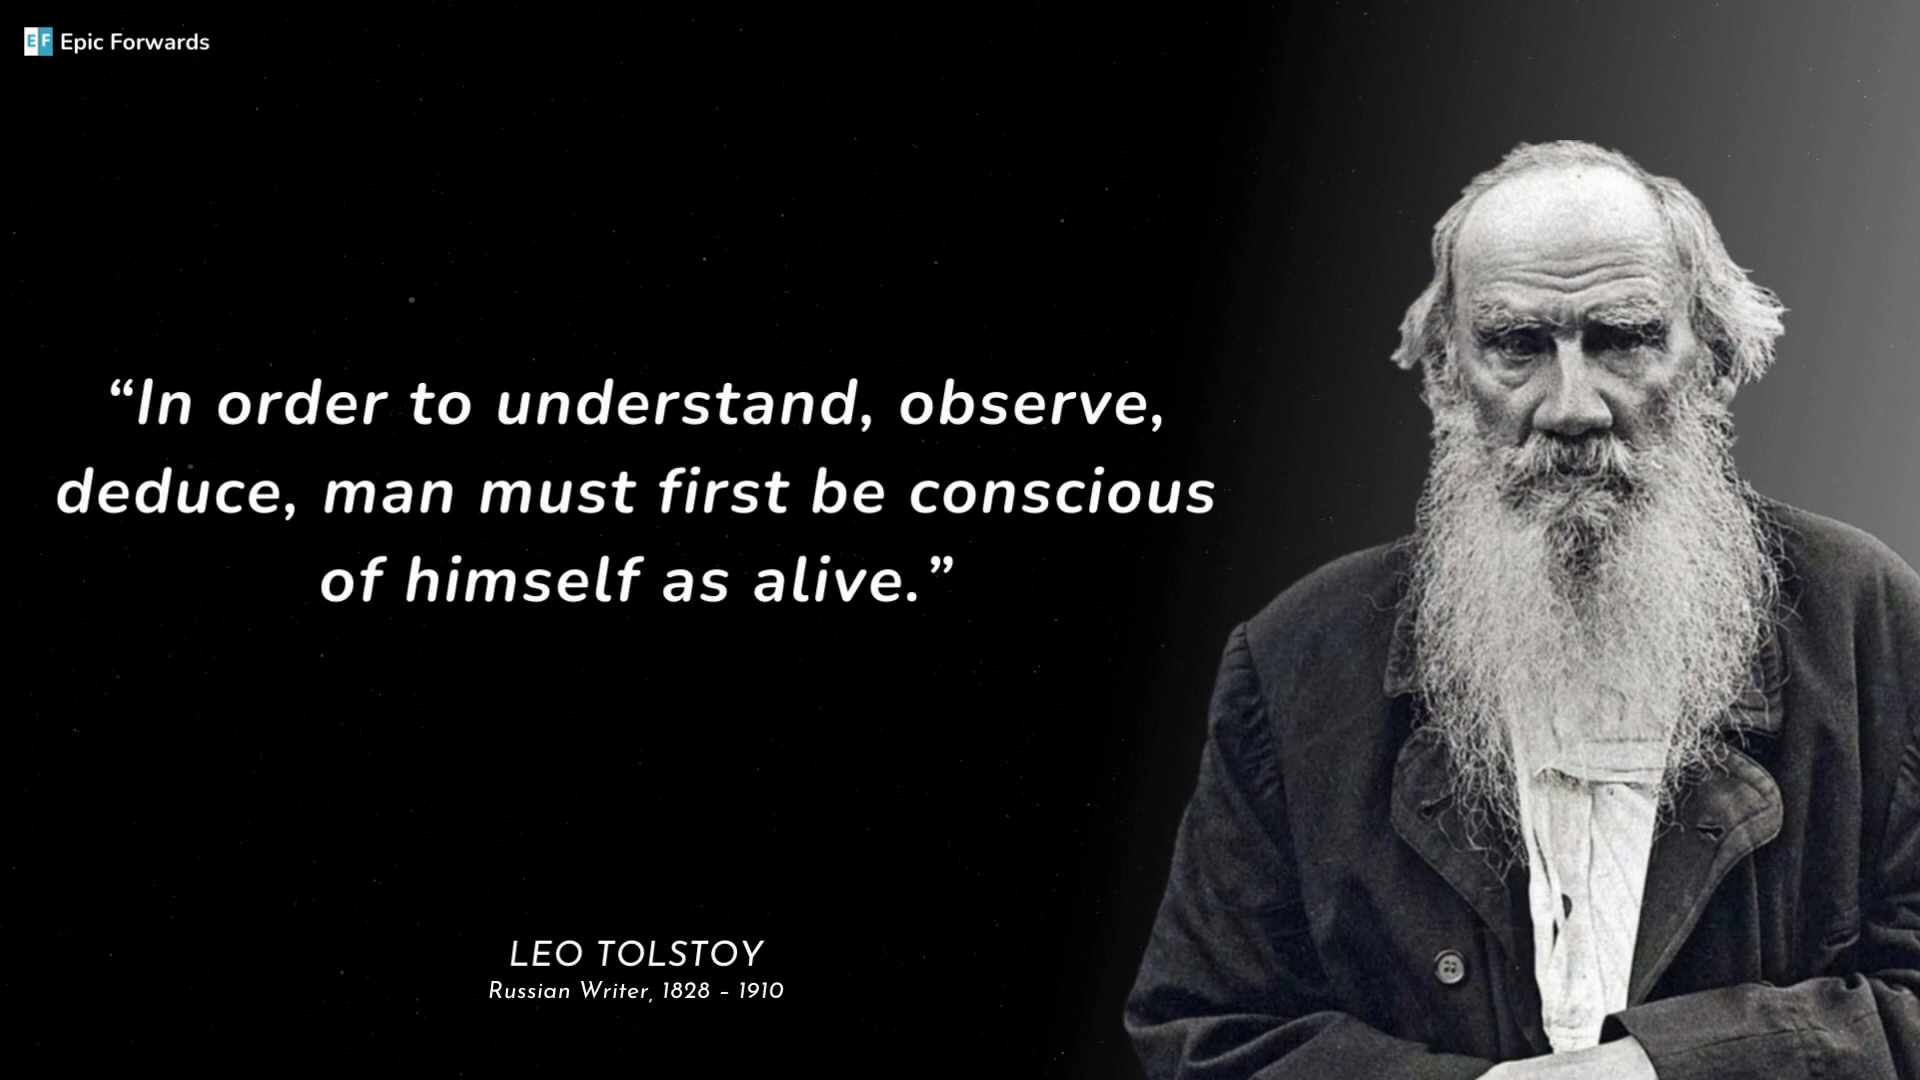 EF Epic Forwards
“In order to understand, observe,
deduce, man must first be conscious
of himself as alive.”
LEO TOLSTOY
Russian Writer, 1828 – 1910